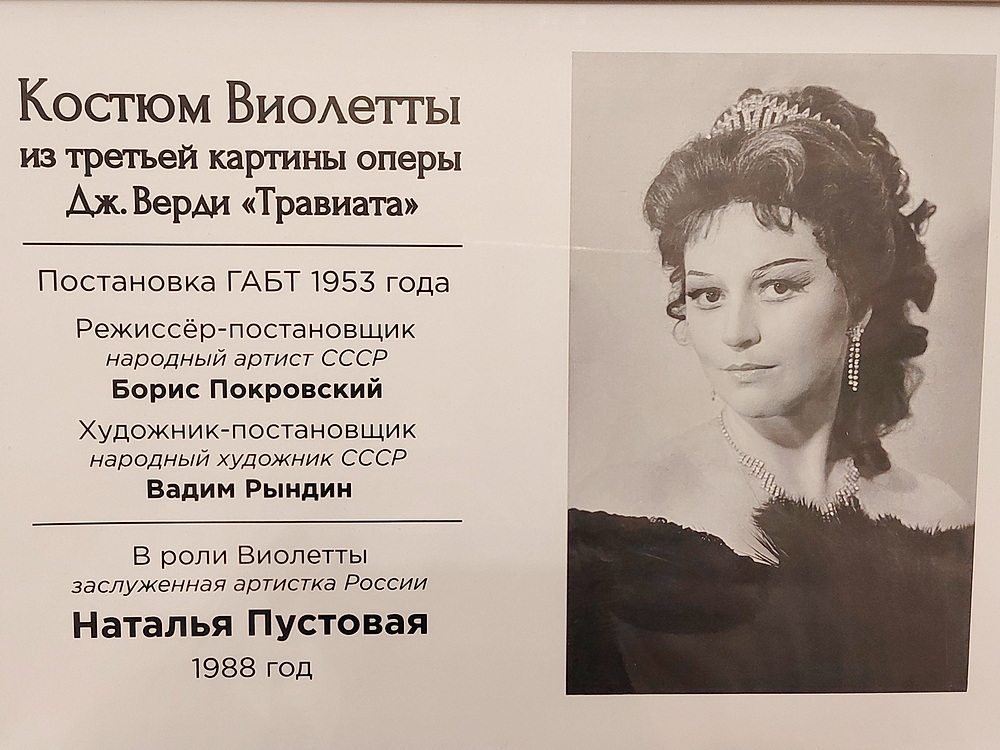 Костюм Виолетты
из третьей картины оперы
Дж. Верди «Травиата»
Постановка ГАБТ 1953 года
Режиссёр-постановщик
народный артист СССР
Борис Покровский
Художник-постановщик
народный художник СССР
Вадим Рындин
В роли Виолетты
заслуженная артистка России
Наталья Пустовая
1988 год